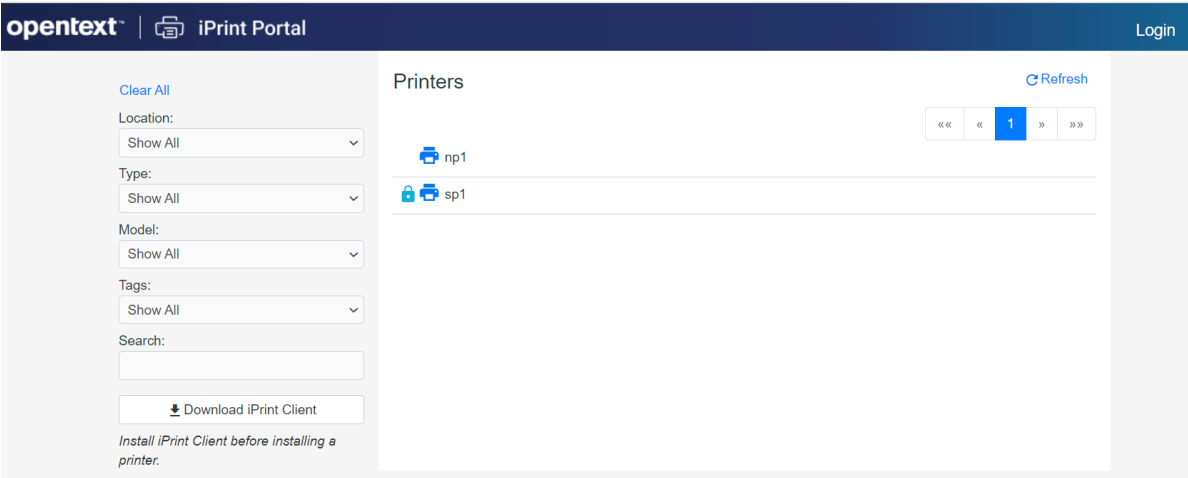 opentext™ | iPrint Portal
Login
Clear All
Location:
Show All
Type:
Show All
Model:
Show All
Tags:
Show All
Search:
Download iPrint Client
Install iPrint Client before installing a
printer.
Printers
Refresh
«« « 1 » »»
np1
sp1